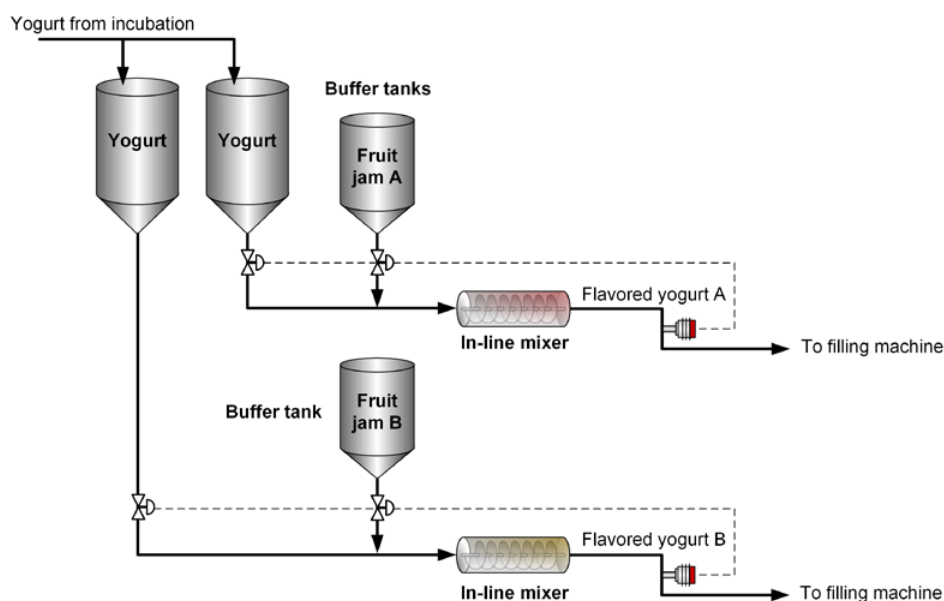 Yogurt from incubation
Buffer tanks
Yogurt
Yogurt
Fruit
jam A
Flavored yogurt A
In-line mixer
To filling machine
Buffer tank
Fruit
jam B
Flavored yogurt B
In-line mixer
To filling machine